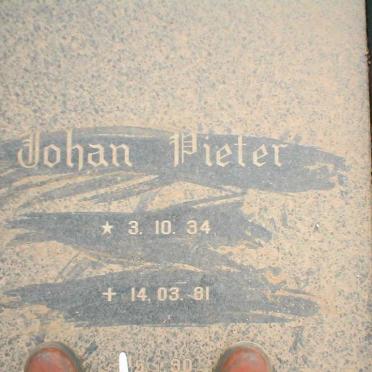 Johan Pieter
★ 3. 10. 34
✝ 14. 03. 81